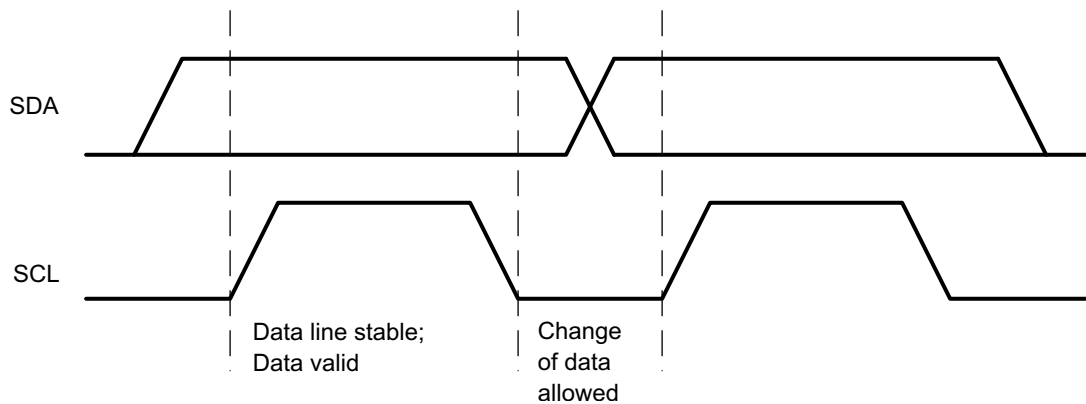 SDA
SCL
Data line stable;
Data valid
Change
of data
allowed